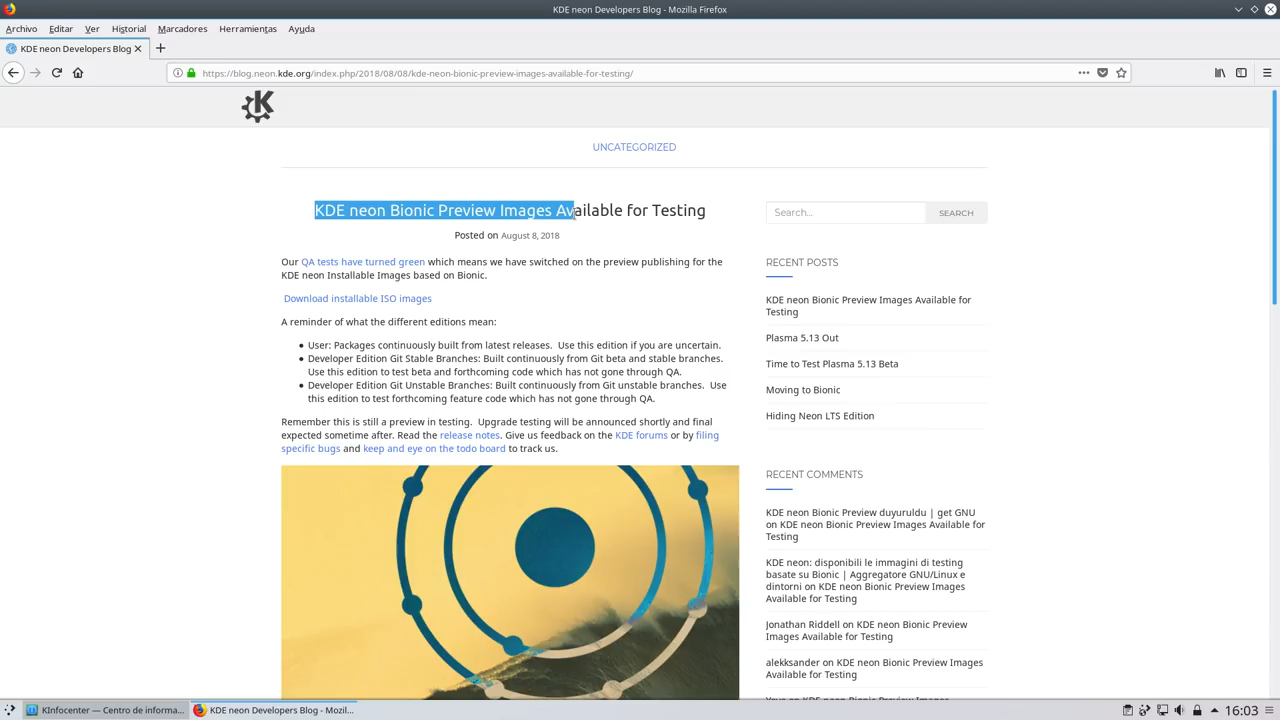 KDE neon Developers Blog - Mozilla Firefox
Archivo Editar Ver Historial Marcadores Herramientas Ayuda
KDE neon Developers Blog
https://blog.neon.kde.org/index.php/2018/08/08/kde-neon-bionic-preview-images-available-for-testing/
UNCATEGORIZED
KDE neon Bionic Preview Images Available for Testing
Posted on August 8, 2018
Our QA tests have turned green which means we have switched on the preview publishing for the
KDE neon Installable Images based on Bionic.
Download installable ISO images
A reminder of what the different editions mean:
User: Packages continuously built from latest releases.  Use this edition if you are uncertain.
Developer Edition Git Stable Branches: Built continuously from Git beta and stable branches.
Use this edition to test beta and forthcoming code which has not gone through QA.
Developer Edition Git Unstable Branches: Built continuously from Git unstable branches.  Use
this edition to test forthcoming feature code which has not gone through QA.
Remember this is still a preview in testing.  Upgrade testing will be announced shortly and final
expected sometime after. Read the release notes. Give us feedback on the KDE forums or by filing
specific bugs and keep and eye on the todo board to track us.
Search...
SEARCH
RECENT POSTS
KDE neon Bionic Preview Images Available for
Testing
Plasma 5.13 Out
Time to Test Plasma 5.13 Beta
Moving to Bionic
Hiding Neon LTS Edition
RECENT COMMENTS
KDE neon Bionic Preview duyuruldu | get GNU
on KDE neon Bionic Preview Images Available for
Testing
KDE neon: disponibili le immagini di testing
basate su Bionic | Aggregatore GNU/Linux e
dintorni on KDE neon Bionic Preview Images
Available for Testing
Jonathan Riddell on KDE neon Bionic Preview
Images Available for Testing
alekksander on KDE neon Bionic Preview Images
Available for Testing
on KDE neon Bionic Preview Images
KInfocenter — Centro de informa...
KDE neon Developers Blog - Mozil...
16:03